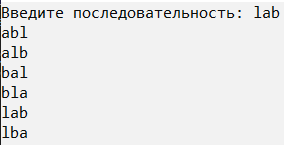 Введите последовательность: lab
abl
alb
bal
bla
lab
lba